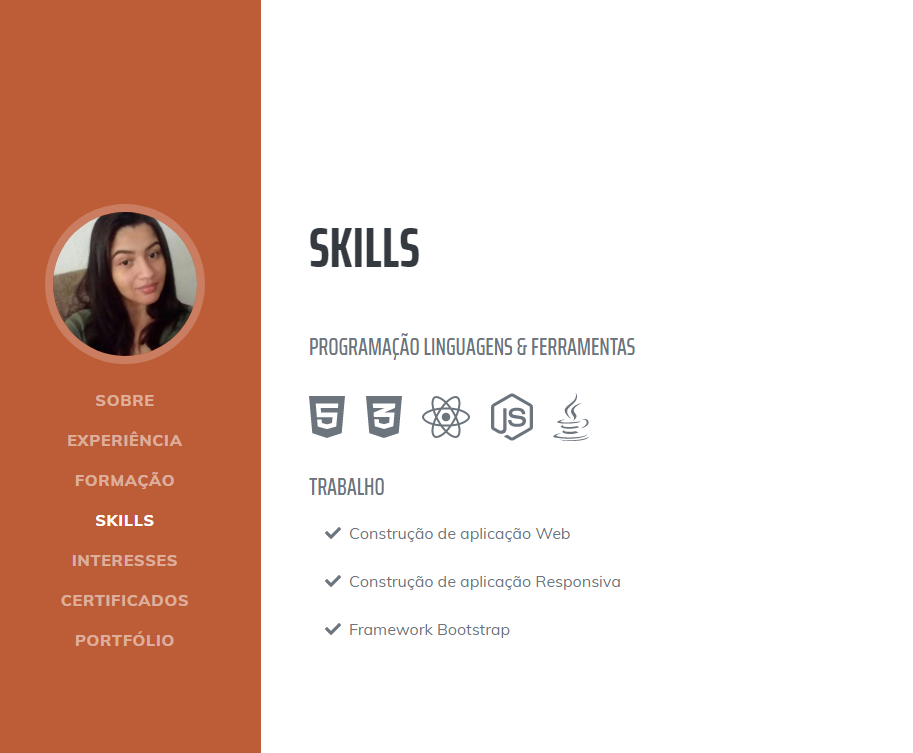 SOBRE
EXPERIÊNCIA
FORMAÇÃO
SKILLS
INTERESSES
CERTIFICADOS
PORTFÓLIO
SKILLS
PROGRAMAÇÃO LINGUAGENS & FERRAMENTAS
5 3 JS
TRABALHO
Construção de aplicação Web
Construção de aplicação Responsiva
Framework Bootstrap